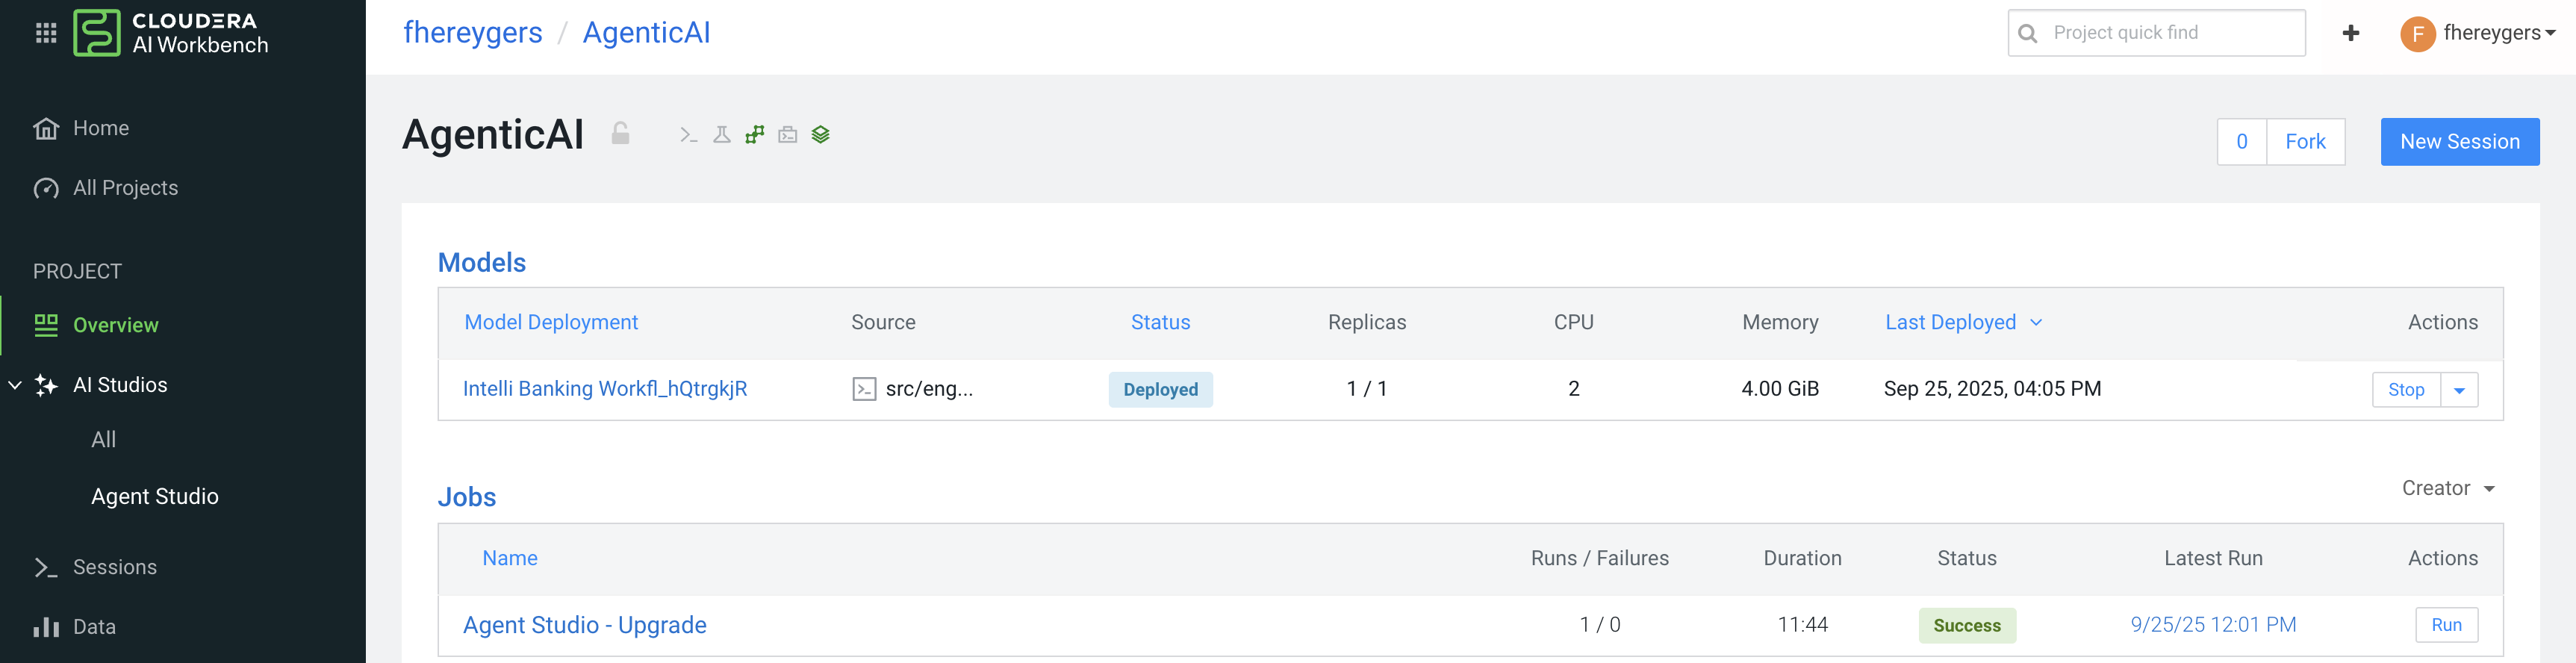 CLOUDERA
AI Workbench
fhereygers / AgenticAI
Project quick find
F fhereygers
Home
All Projects
PROJECT
Overview
AI Studios
All
Agent Studio
Sessions
Data
AgenticAI
0 Fork
New Session
Models
Model Deployment Source Status Replicas CPU Memory Last Deployed Actions
Intelli Banking Workfl_hQtrgkjR src/eng... Deployed 1 / 1 2 4.00 GiB Sep 25, 2025, 04:05 PM Stop
Jobs
Creator
Name Runs / Failures Duration Status Latest Run Actions
Agent Studio - Upgrade 1 / 0 11:44 Success 9/25/25 12:01 PM Run